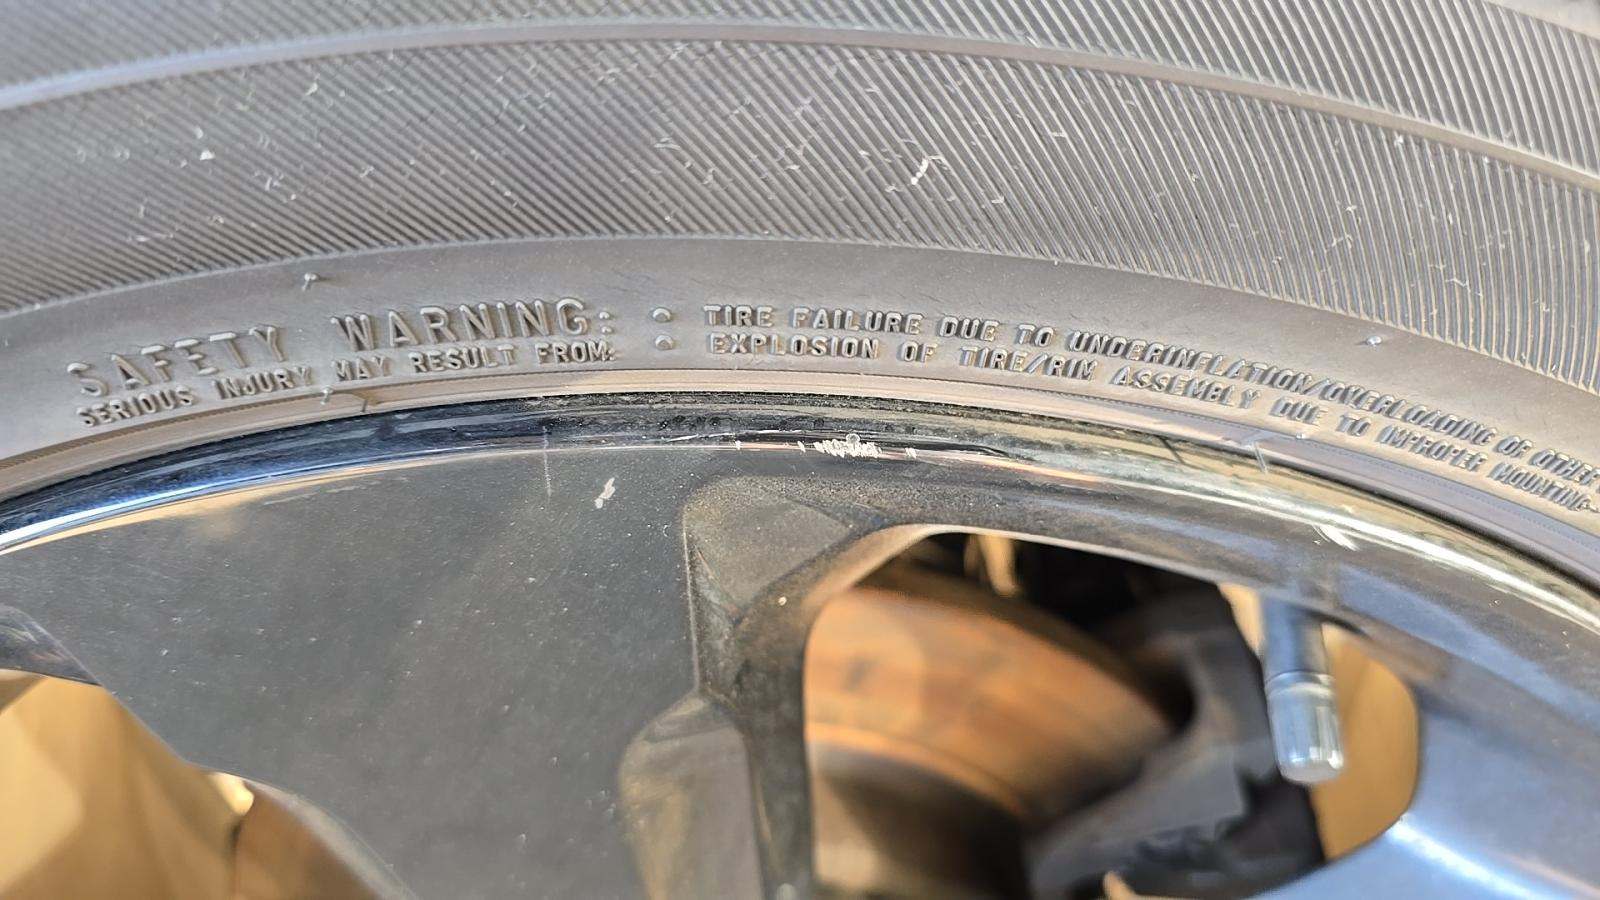 SAFETY WARNING:
SERIOUS INJURY MAY RESULT FROM:
• TIRE FAILURE DUE TO UNDERINFLATION/OVERLOADING OF OTHER
• EXPLOSION OF TIRE/RIM ASSEMBLY DUE TO IMPROPER MOUNTING-